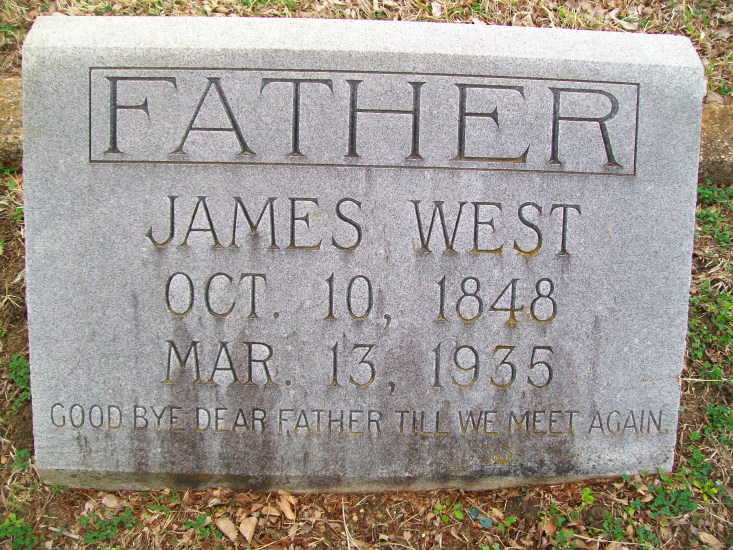 FATHER
JAMES WEST
OCT. 10, 1848
MAR. 13, 1935
GOOD BYE DEAR FATHER TILL WE MEET AGAIN.